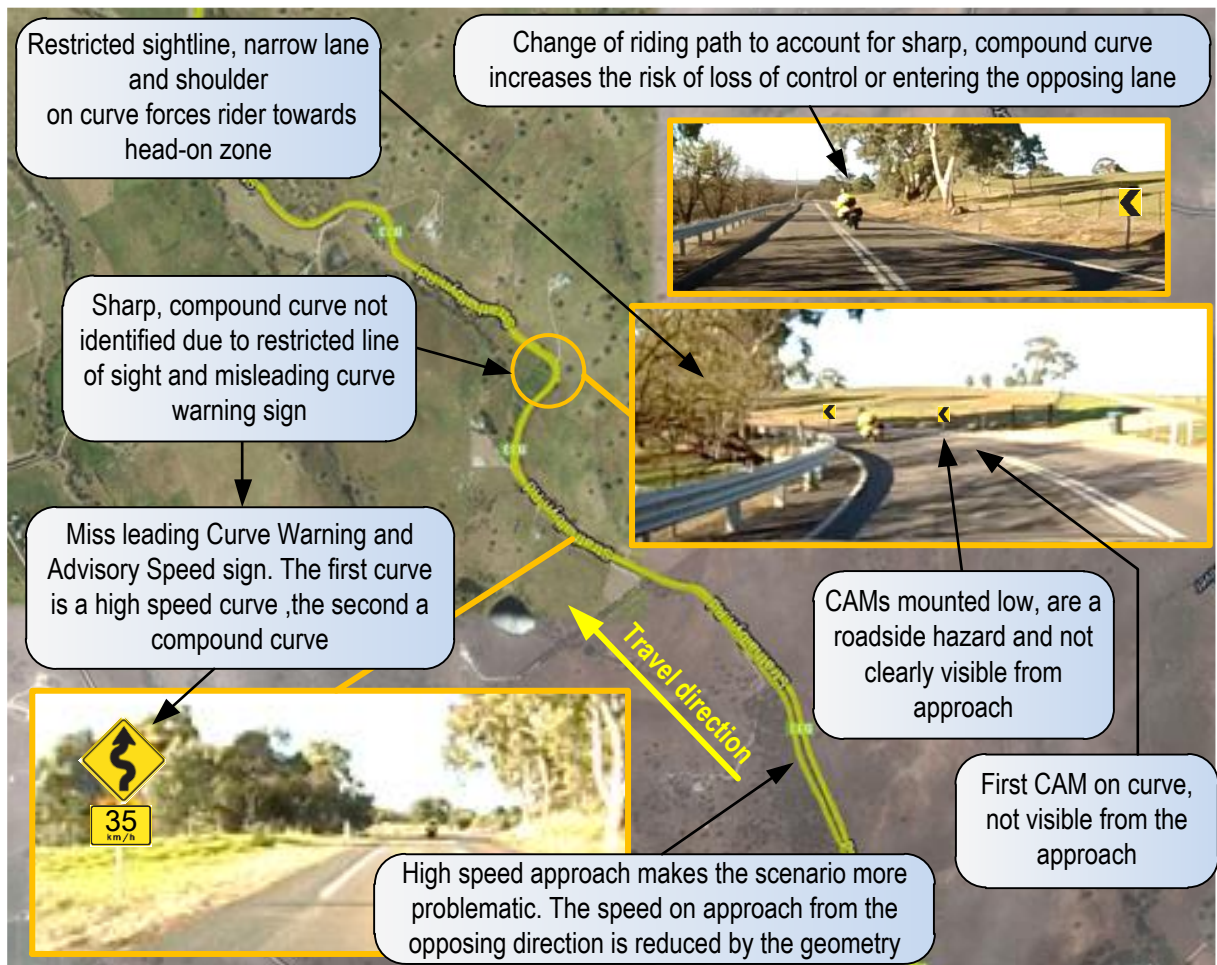 Restricted sightline, narrow lane
and shoulder
on curve forces rider towards
head-on zone
Change of riding path to account for sharp, compound curve
increases the risk of loss of control or entering the opposing lane
Sharp, compound curve not
identified due to restricted line
of sight and misleading curve
warning sign
Miss leading Curve Warning and
Advisory Speed sign. The first curve
is a high speed curve ,the second a
compound curve
CAMs mounted low, are a
roadside hazard and not
clearly visible from
approach
Travel direction
35
km/h
First CAM on curve,
not visible from the
approach
High speed approach makes the scenario more
problematic. The speed on approach from the
opposing direction is reduced by the geometry